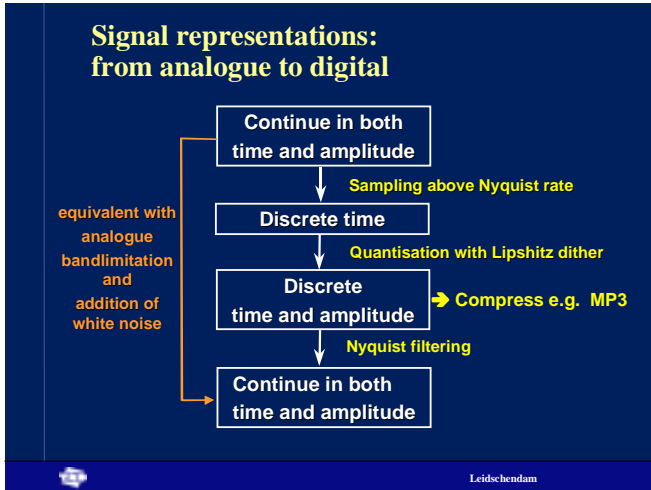 Signal representations:
from analogue to digital
Continue in both
time and amplitude
Sampling above Nyquist rate
Discrete time
Quantisation with Lipshitz dither
Discrete
time and amplitude
➔ Compress e.g. MP3
Nyquist filtering
Continue in both
time and amplitude
equivalent with
analogue
bandlimitation
and
addition of
white noise
Leidschendam